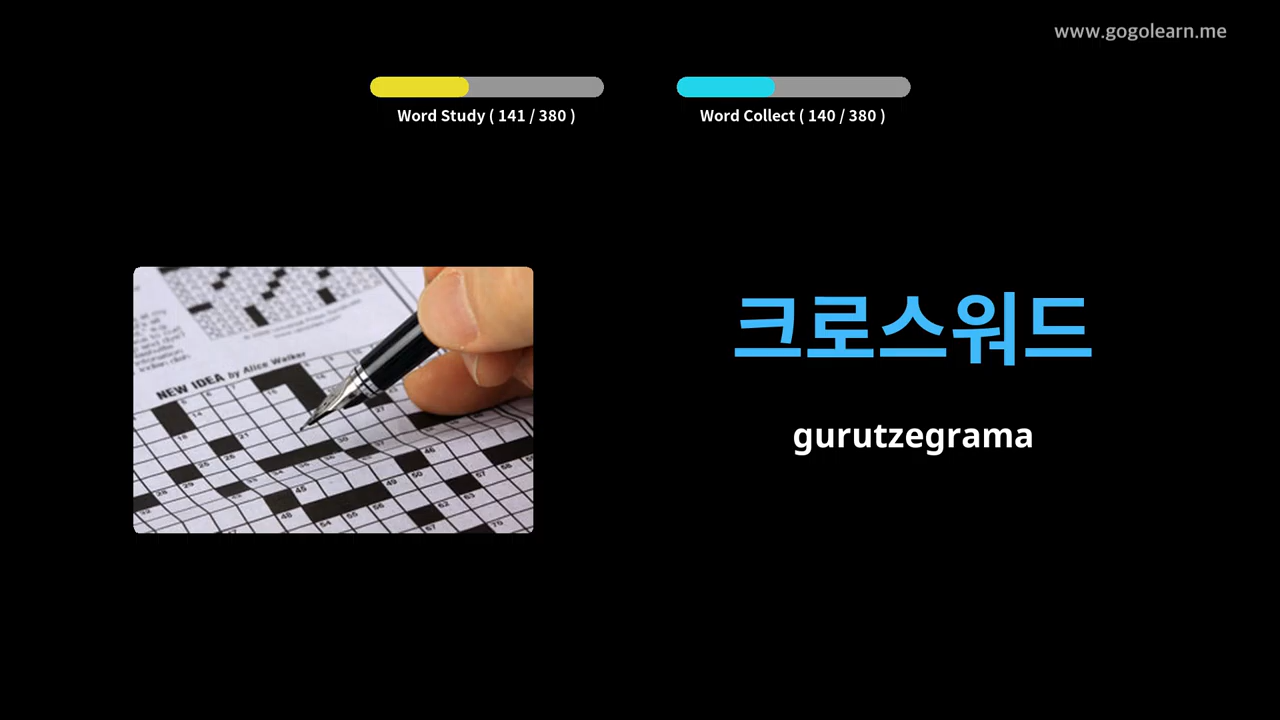 www.gogolearn.me
Word Study ( 141 / 380 )
Word Collect ( 140 / 380 )
NEW IDEA by Alice Walker
크로스워드
gurutzegrama